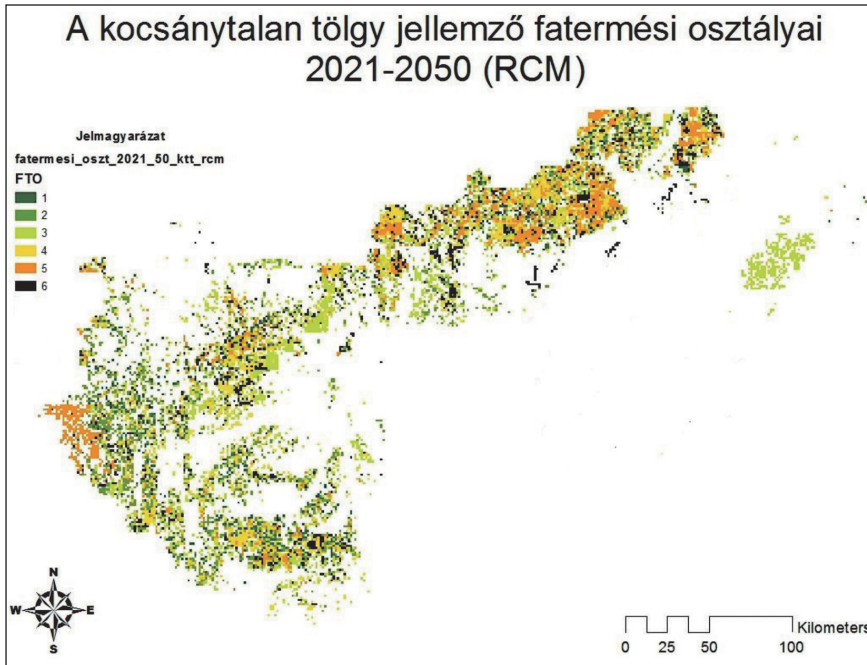 A kocsánytalan tölgy jellemző fatermési osztályai
2021-2050 (RCM)
Jelmagyarázat
fatermesi_oszt_2021_50_ktt_rcm
FTO
1
2
3
4
5
6
N
W E
S
Kilometers
0 25 50 100